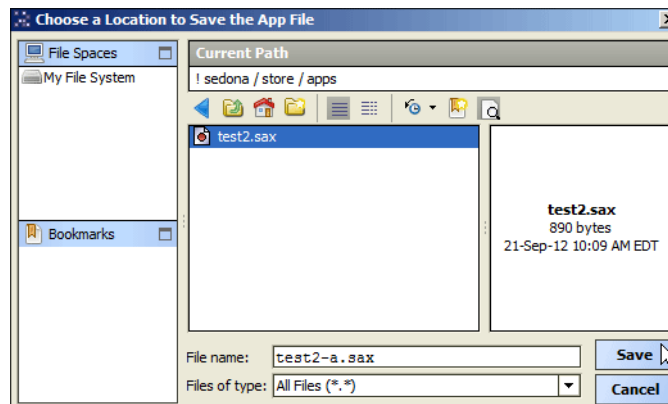 Choose a Location to Save the App File
File Spaces
My File System
Bookmarks
Current Path
! sedona / store / apps
test2.sax
test2.sax
890 bytes
21-Sep-12 10:09 AM EDT
File name: test2-a.sax
Save
Files of type: All Files (*.*)
Cancel